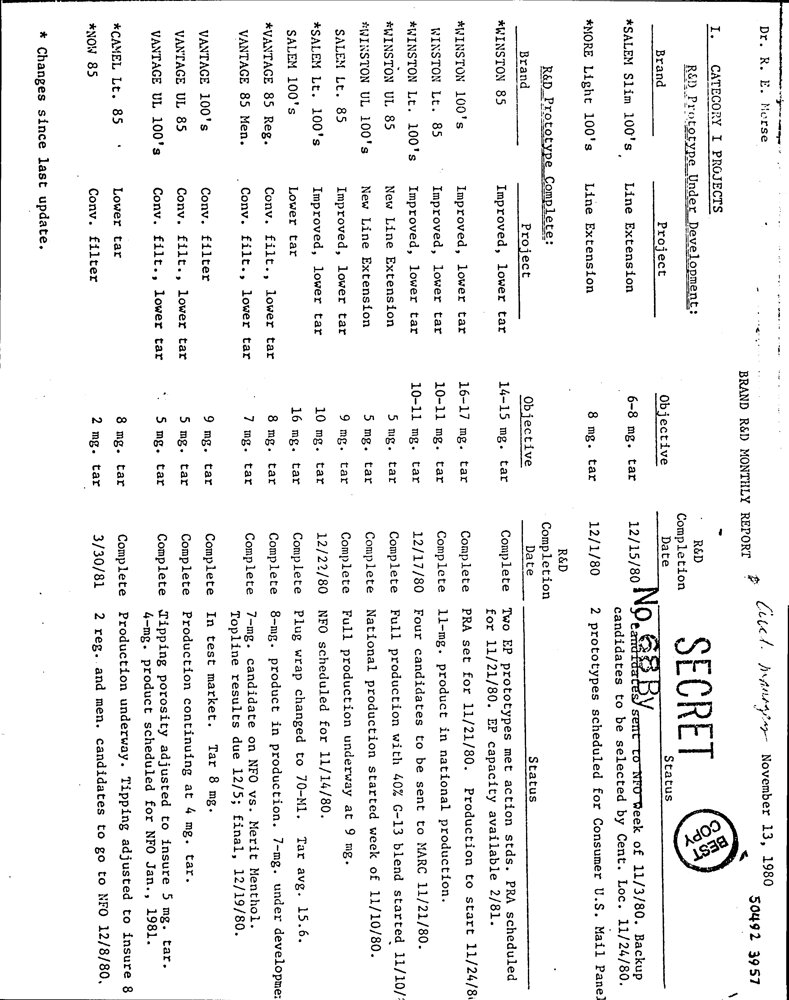 Dr. R. E. Morse
BRAND R&D MONTHLY REPORT
November 13, 1980
50492 3957
SECRET
BEST COPY
No. 68 By
I. CATEGORY I PROJECTS
R&D Prototype Under Development:
Brand Project Objective R&D Completion Date Status
*SALEM Slim 100's Line Extension 6-8 mg. tar 12/15/80 candidates sent to NFO week of 11/3/80. Backup
candidates to be selected by Cent. Loc. 11/24/80.
*MORE Light 100's Line Extension 8 mg. tar 12/1/80 2 prototypes scheduled for Consumer U.S. Mail Panel
R&D Prototype Complete:
Brand Project Objective R&D Completion Date Status
*WINSTON 85 Improved, lower tar 14-15 mg. tar Complete Two EP prototypes met action stds. PRA scheduled
for 11/21/80. EP capacity available 2/81.
*WINSTON 100's Improved, lower tar 16-17 mg. tar Complete PRA set for 11/21/80. Production to start 11/24/8
WINSTON Lt. 85 Improved, lower tar 10-11 mg. tar Complete 11-mg. product in national production.
*WINSTON Lt. 100's Improved, lower tar 10-11 mg. tar 12/17/80 Four candidates to be sent to MARC 11/21/80.
*WINSTON UL 85 New Line Extension 5 mg. tar Complete Full production with 40% G-13 blend started 11/10/
*WINSTON UL 100's New Line Extension 5 mg. tar Complete National production started week of 11/10/80.
SALEM Lt. 85 Improved, lower tar 9 mg. tar Complete Full production underway at 9 mg.
*SALEM Lt. 100's Improved, lower tar 10 mg. tar NFO scheduled for 11/14/80.
SALEM 100's Lower tar 16 mg. tar Complete Plug wrap changed to 70-M1. Tar avg. 15.6.
*VANTAGE 85 Reg. Conv. filt., lower tar 8 mg. tar Complete 8-mg. product in production. 7-mg. under developme
VANTAGE 85 Men. Conv. filt., lower tar 7 mg. tar Complete 7-mg. candidate on NFO vs. Merit Menthol.
Topline results due 12/5; final, 12/19/80.
VANTAGE 100's Conv. filter 9 mg. tar Complete In test market. Tar 8 mg.
VANTAGE UL 85 Conv. filt., lower tar 5 mg. tar Complete Production continuing at 4 mg. tar.
VANTAGE UL 100's Conv. filt., lower tar 5 mg. tar Complete Tipping porosity adjusted to insure 5 mg. tar.
4-mg. product scheduled for NFO Jan., 1981.
*CAMEL Lt. 85 Lower tar 8 mg. tar Complete Production underway. Tipping adjusted to insure 8
*NOW 85 Conv. filter 2 mg. tar 3/30/81 2 reg. and men. candidates to go to NFO 12/8/80.
* Changes since last update.